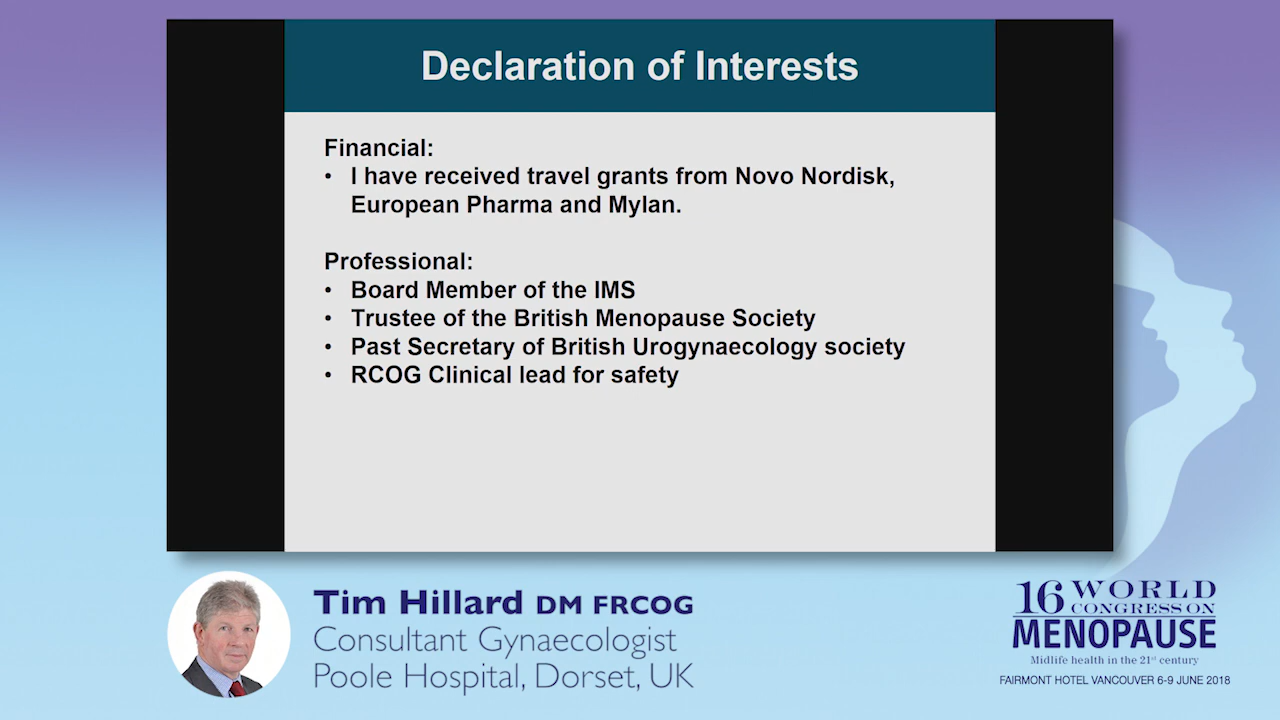 Declaration of Interests
Financial:
• I have received travel grants from Novo Nordisk,
European Pharma and Mylan.
Professional:
• Board Member of the IMS
• Trustee of the British Menopause Society
• Past Secretary of British Urogynaecology society
• RCOG Clinical lead for safety
Tim Hillard DM FRCOG
Consultant Gynaecologist
Poole Hospital, Dorset, UK
16 WORLD
CONGRESS ON
MENOPAUSE
Midlife health in the 21st century
FAIRMONT HOTEL VANCOUVER 6-9 JUNE 2018